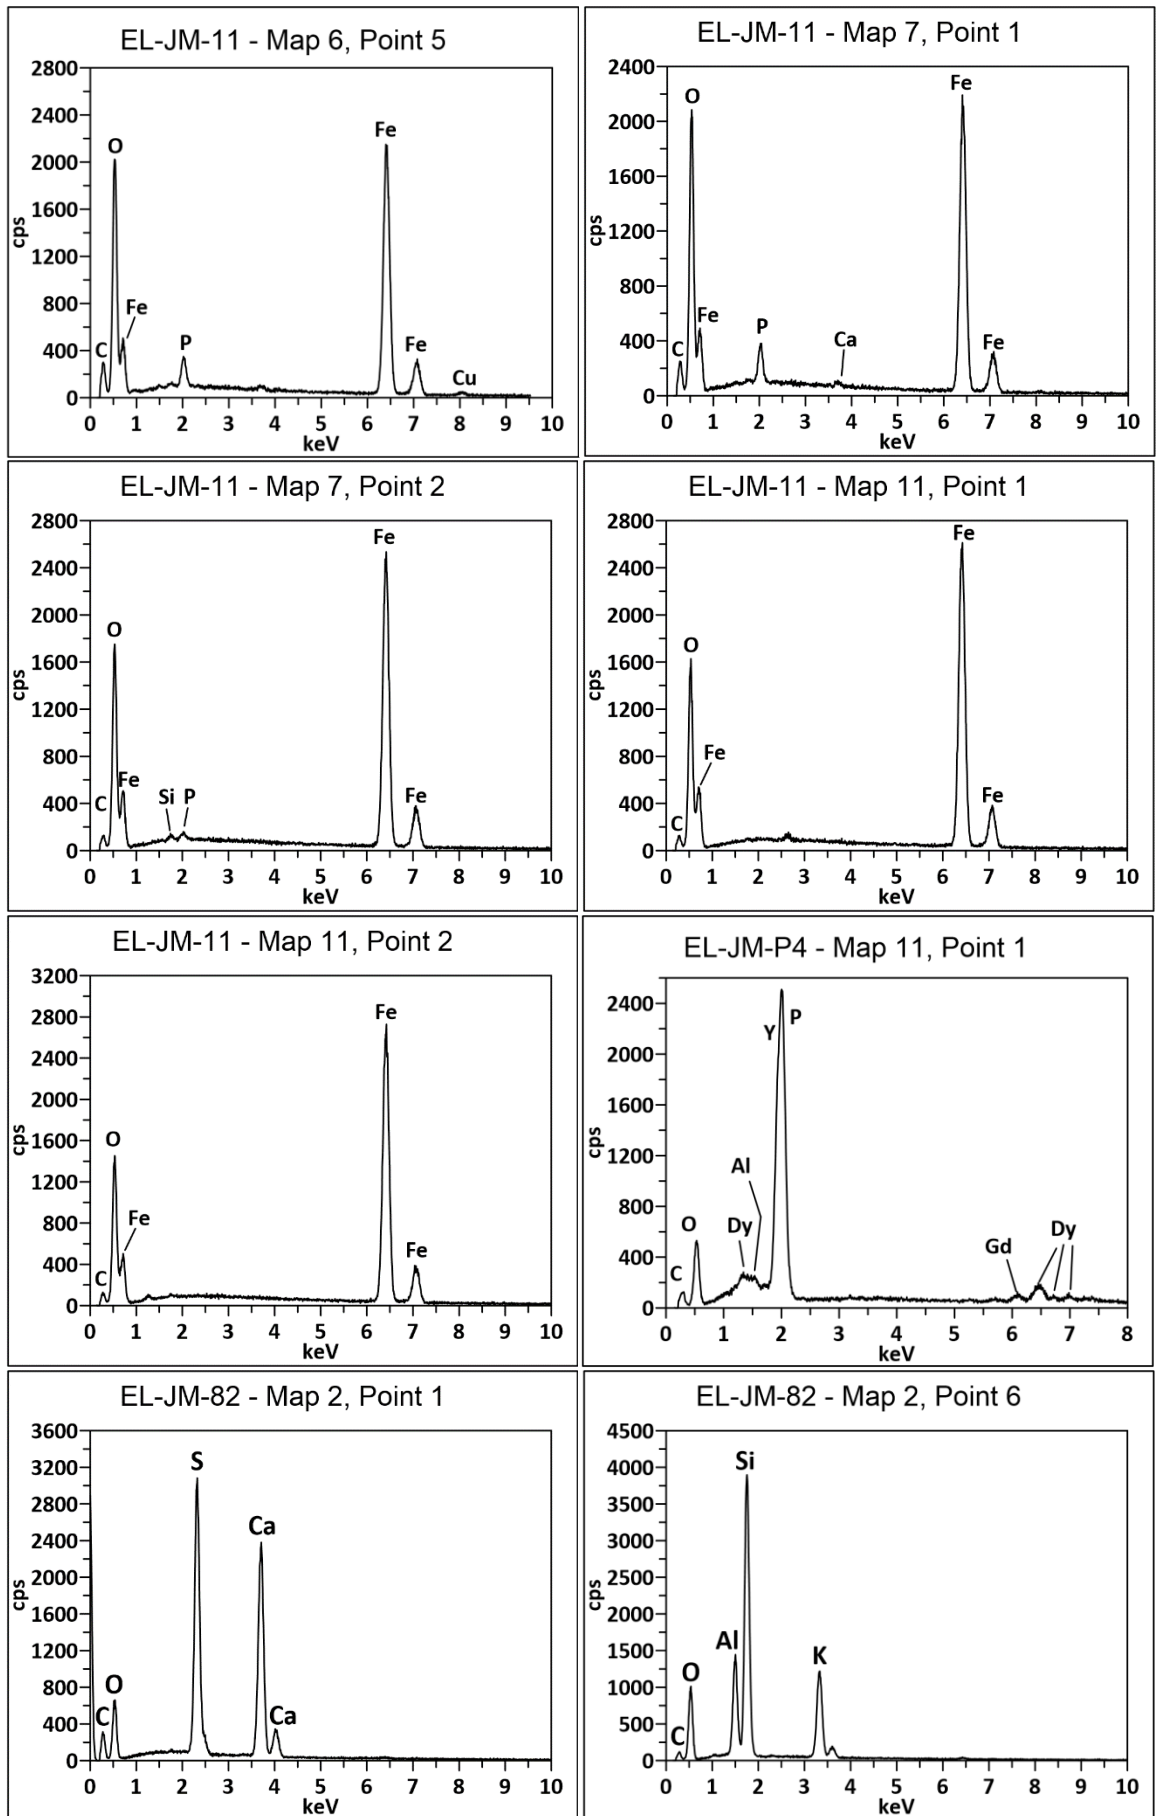 EL-JM-11 - Map 6, Point 5
2800
2400
2000
1600
1200
800
400
0
cps
C
O
Fe
P
Fe
Fe
Cu
0 1 2 3 4 5 6 7 8 9 10
keV
EL-JM-11 - Map 7, Point 1
2400
2000
1600
1200
800
400
0
cps
C
O
Fe
P
Ca
Fe
Fe
0 1 2 3 4 5 6 7 8 9 10
keV
EL-JM-11 - Map 7, Point 2
2800
2400
2000
1600
1200
800
400
0
cps
C
O
Fe
Si P
Fe
Fe
0 1 2 3 4 5 6 7 8 9 10
keV
EL-JM-11 - Map 11, Point 1
2800
2400
2000
1600
1200
800
400
0
cps
C
O
Fe
Fe
Fe
0 1 2 3 4 5 6 7 8 9 10
keV
EL-JM-11 - Map 11, Point 2
3200
2800
2400
2000
1600
1200
800
400
0
cps
C
O
Fe
Fe
Fe
0 1 2 3 4 5 6 7 8 9 10
keV
EL-JM-P4 - Map 11, Point 1
2400
2000
1600
1200
800
400
0
cps
C
O
Dy
Al
Y P
Gd
Dy
0 1 2 3 4 5 6 7 8
keV
EL-JM-82 - Map 2, Point 1
3600
3200
2800
2400
2000
1600
1200
800
400
0
cps
C
O
S
Ca
Ca
0 1 2 3 4 5 6 7 8 9 10
keV
EL-JM-82 - Map 2, Point 6
4500
4000
3500
3000
2500
2000
1500
1000
500
0
cps
C
O
Al
Si
K
0 1 2 3 4 5 6 7 8 9 10
keV